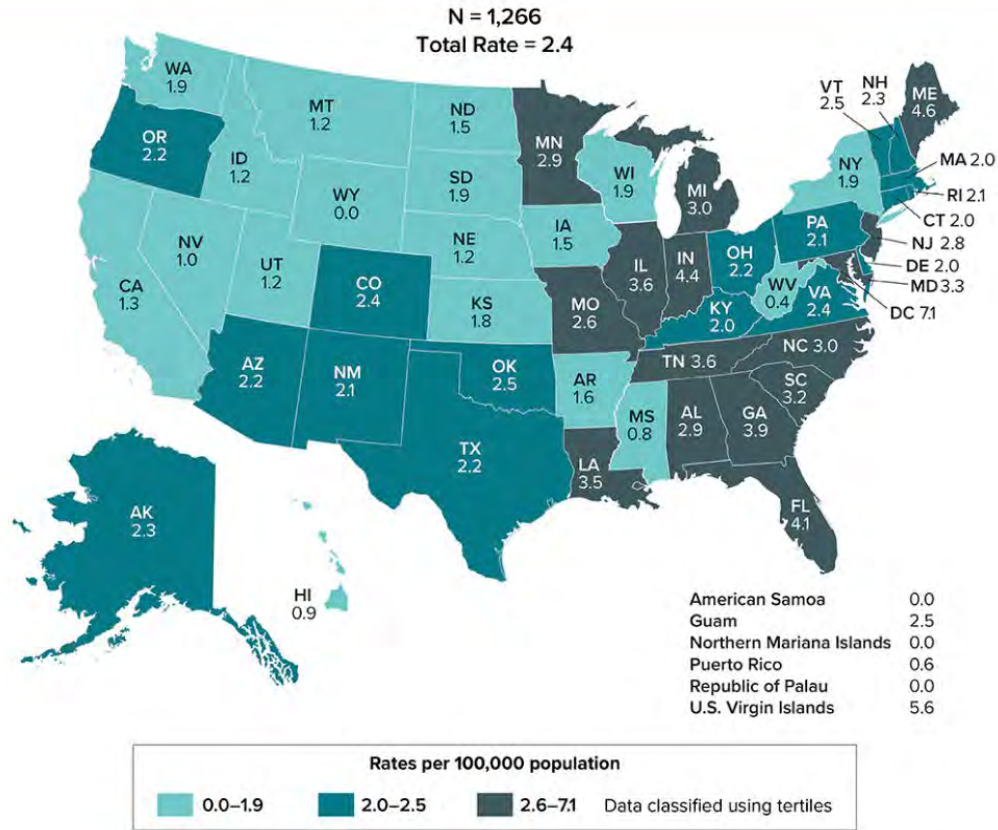 N = 1,266
Total Rate = 2.4
WA
1.9
MT
1.2
ND
1.5
MN
2.9
VT
2.5
NH
2.3
ME
4.6
OR
2.2
ID
1.2
WY
0.0
SD
1.9
WI
1.9
MI
3.0
NY
1.9
MA 2.0
RI 2.1
CT 2.0
NJ 2.8
DE 2.0
MD 3.3
DC 7.1
NV
1.0
UT
1.2
CA
1.3
CO
2.4
NE
1.2
IA
1.5
KS
1.8
MO
2.6
IL
3.6
IN
4.4
OH
2.2
PA
2.1
WV
0.4
VA
2.4
KY
2.0
AZ
2.2
NM
2.1
OK
2.5
AR
1.6
TN 3.6
NC 3.0
SC
3.2
MS
0.8
AL
2.9
GA
3.9
TX
2.2
LA
3.5
FL
4.1
AK
2.3
HI
0.9
American Samoa 0.0
Guam 2.5
Northern Mariana Islands 0.0
Puerto Rico 0.6
Republic of Palau 0.0
U.S. Virgin Islands 5.6
Rates per 100,000 population
0.0–1.9 2.0–2.5 2.6–7.1 Data classified using tertiles